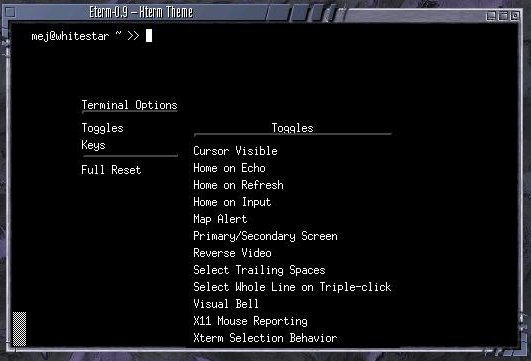 Eterm-0.9 – Xterm Theme
mej@whitestar ~ >>
Terminal Options
Toggles
Keys
Full Reset
Toggles
Cursor Visible
Home on Echo
Home on Refresh
Home on Input
Map Alert
Primary/Secondary Screen
Reverse Video
Select Trailing Spaces
Select Whole Line on Triple-click
Visual Bell
X11 Mouse Reporting
Xterm Selection Behavior